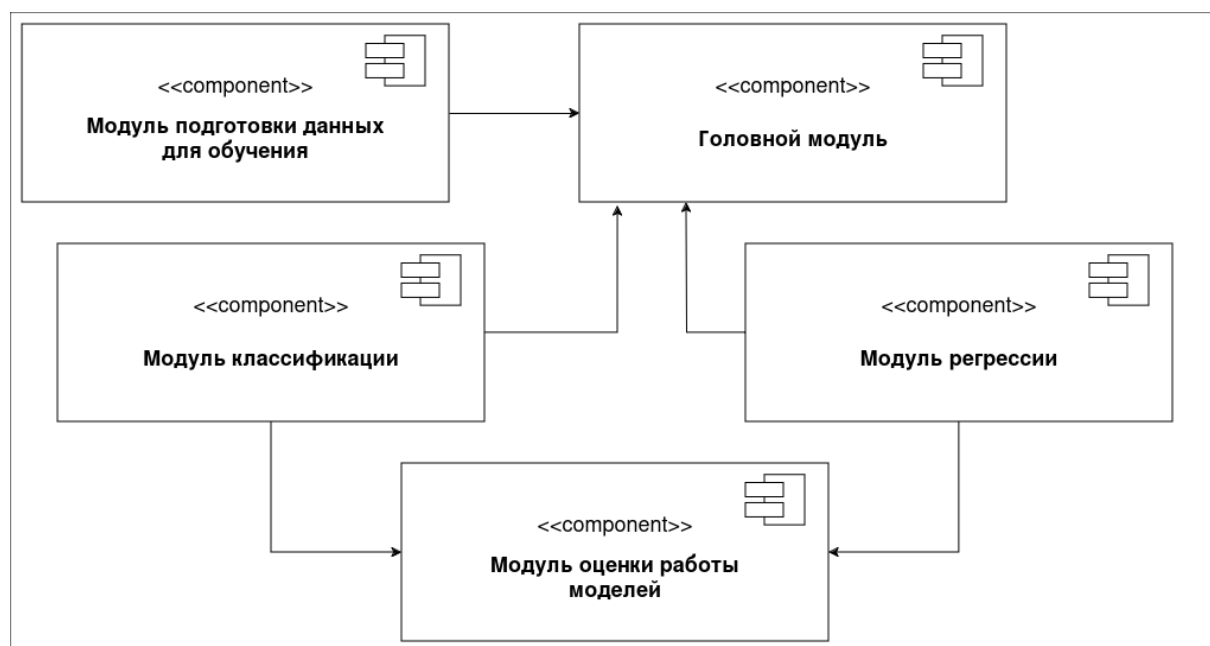 <<component>>
Модуль подготовки данных
для обучения
<<component>>
Головной модуль
<<component>>
Модуль классификации
<<component>>
Модуль регрессии
<<component>>
Модуль оценки работы
моделей